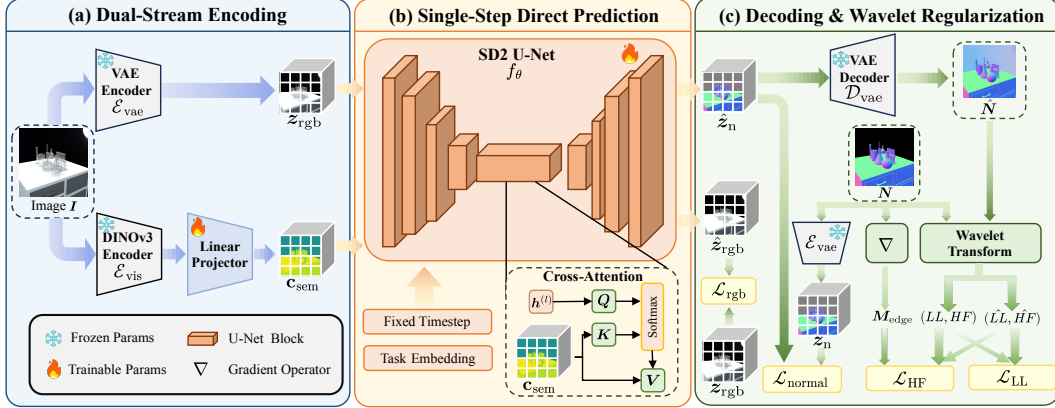 (a) Dual-Stream Encoding
VAE
Encoder
ℰvae
zrgb
Image I
DINOv3
Encoder
ℰvis
Linear
Projector
csem
Frozen Params
U-Net Block
Trainable Params
∇ Gradient Operator
(b) Single-Step Direct Prediction
SD2 U-Net
fθ
Fixed Timestep
Task Embedding
Cross-Attention
h(l)
Q
K
V
Softmax
csem
(c) Decoding & Wavelet Regularization
ẑn
VAE
Decoder
𝒟vae
N̂
N
ẑrgb
ℒrgb
zrgb
ℰvae
∇
Wavelet
Transform
zn
Medge
(LL, HF)
(L̂L, ĤF)
ℒnormal
ℒHF
ℒLL